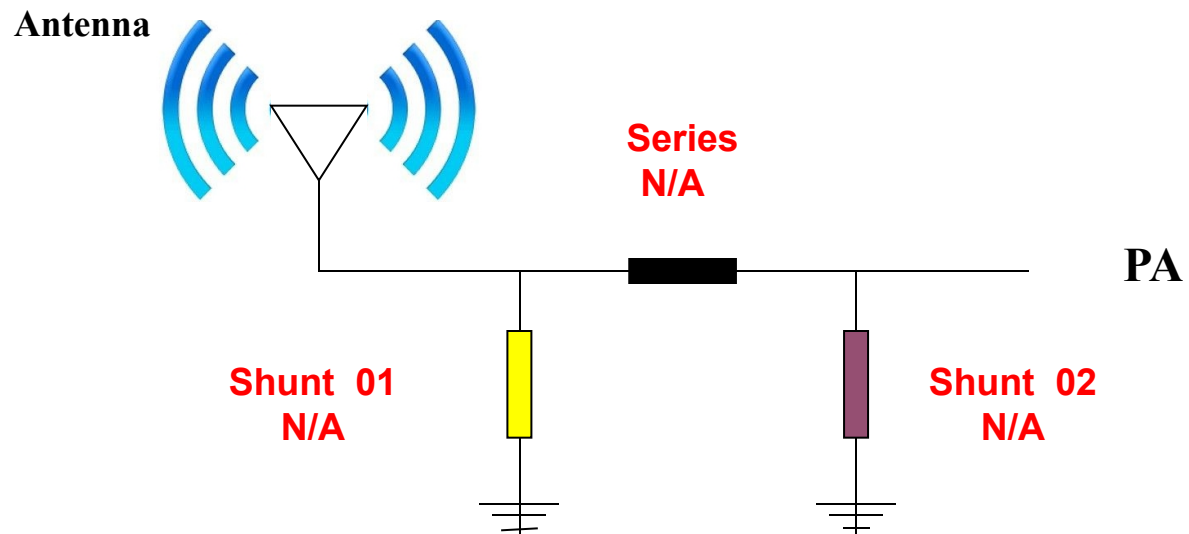 Antenna
Series
N/A
PA
Shunt 01
N/A
Shunt 02
N/A